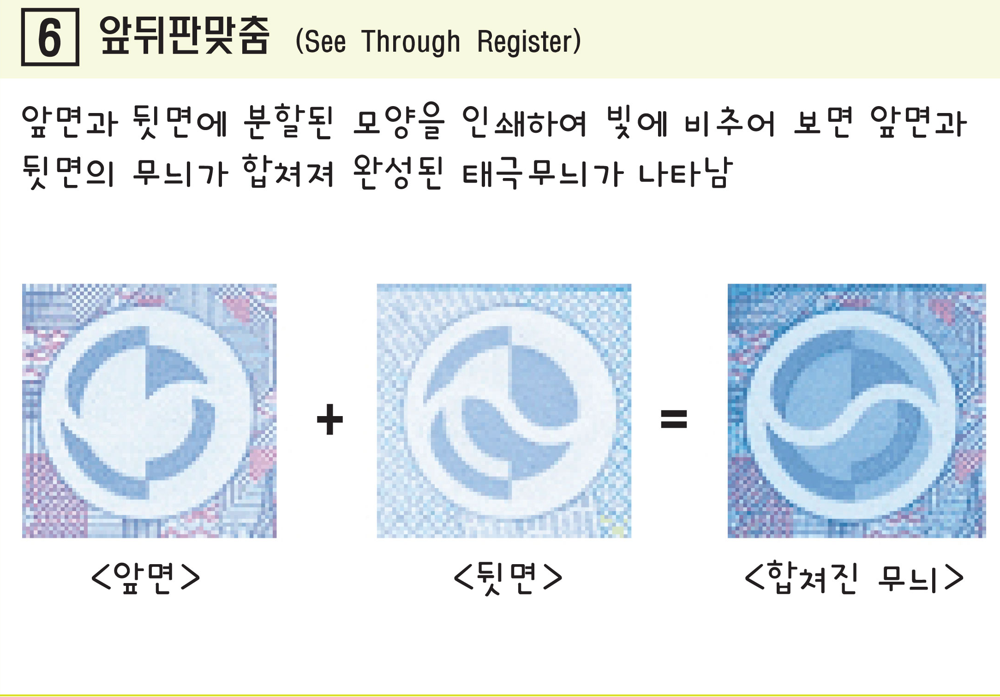 6 앞뒤판맞춤 (See Through Register)
앞면과 뒷면에 분할된 모양을 인쇄하여 빛에 비추어 보면 앞면과
뒷면의 무늬가 합쳐져 완성된 태극무늬가 나타남
+ =
<앞면> <뒷면> <합쳐진 무늬>